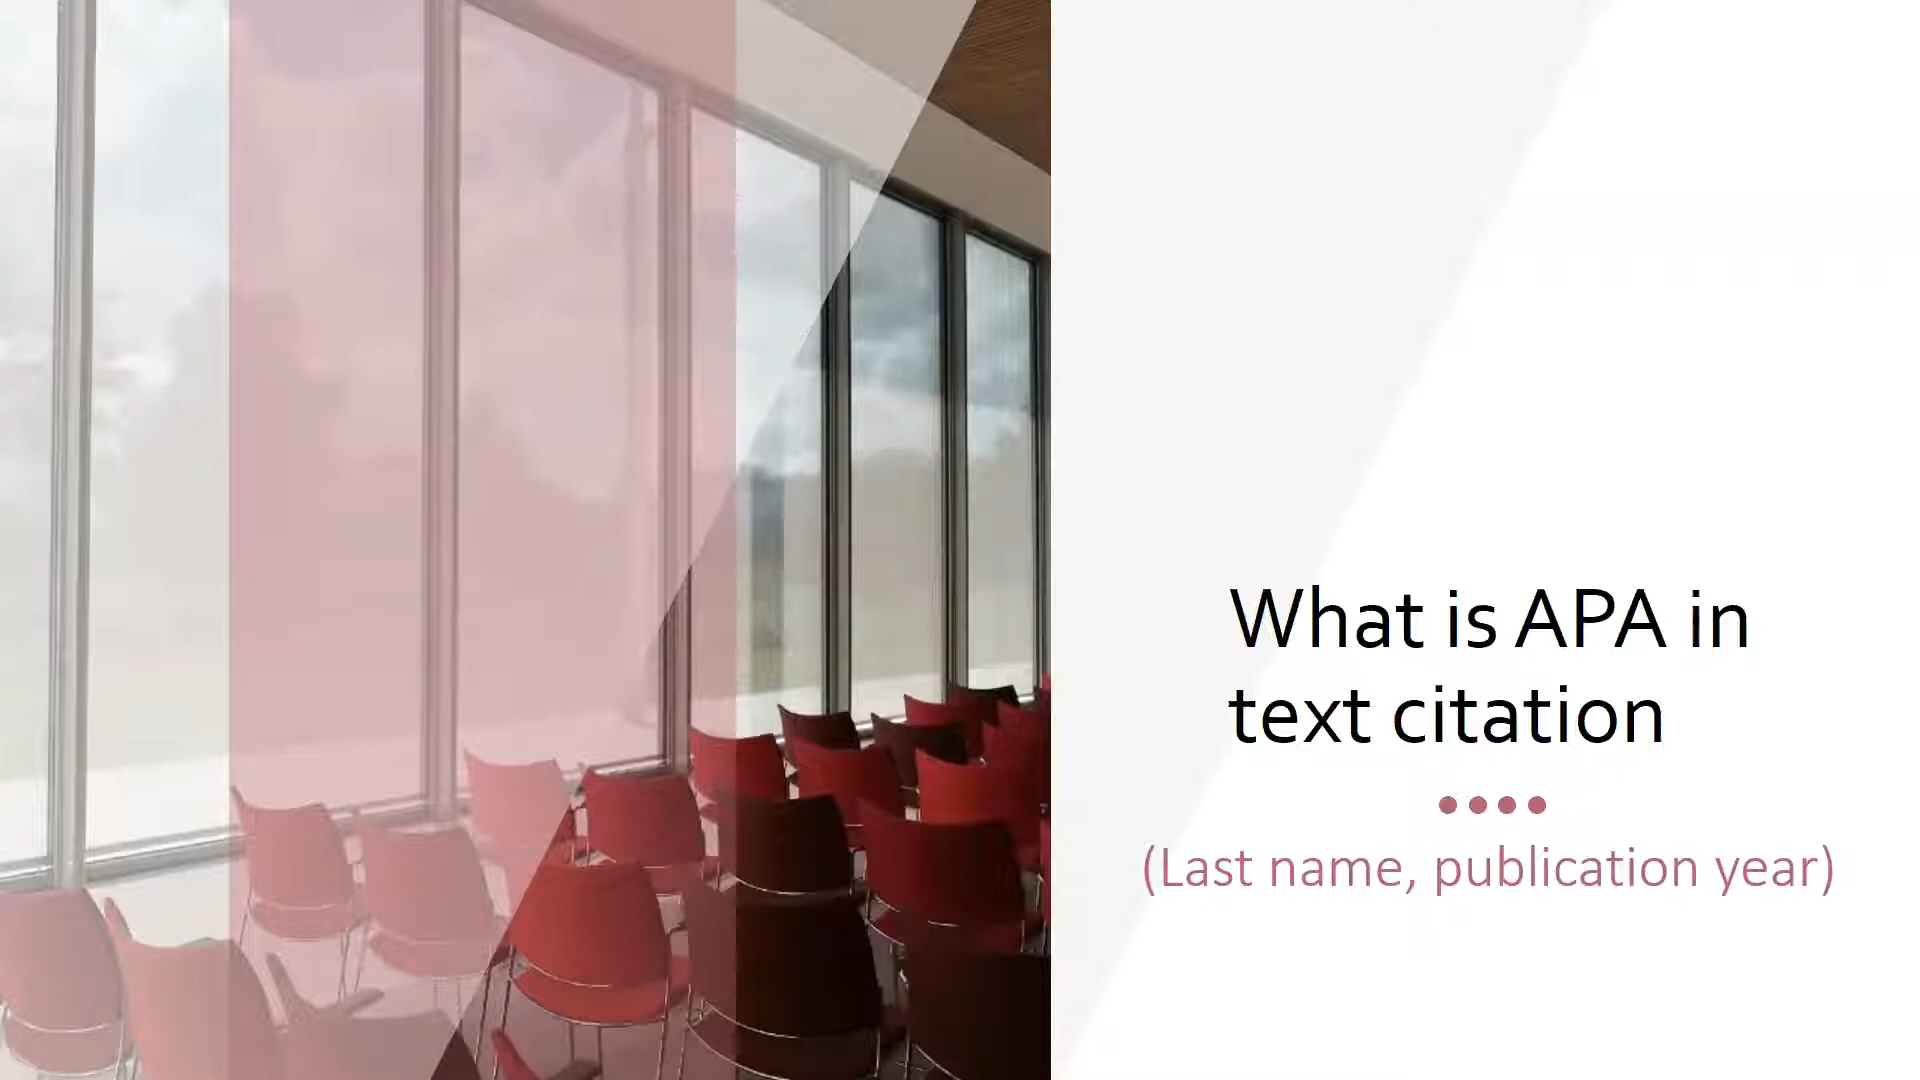 What is APA in
text citation
(Last name, publication year)